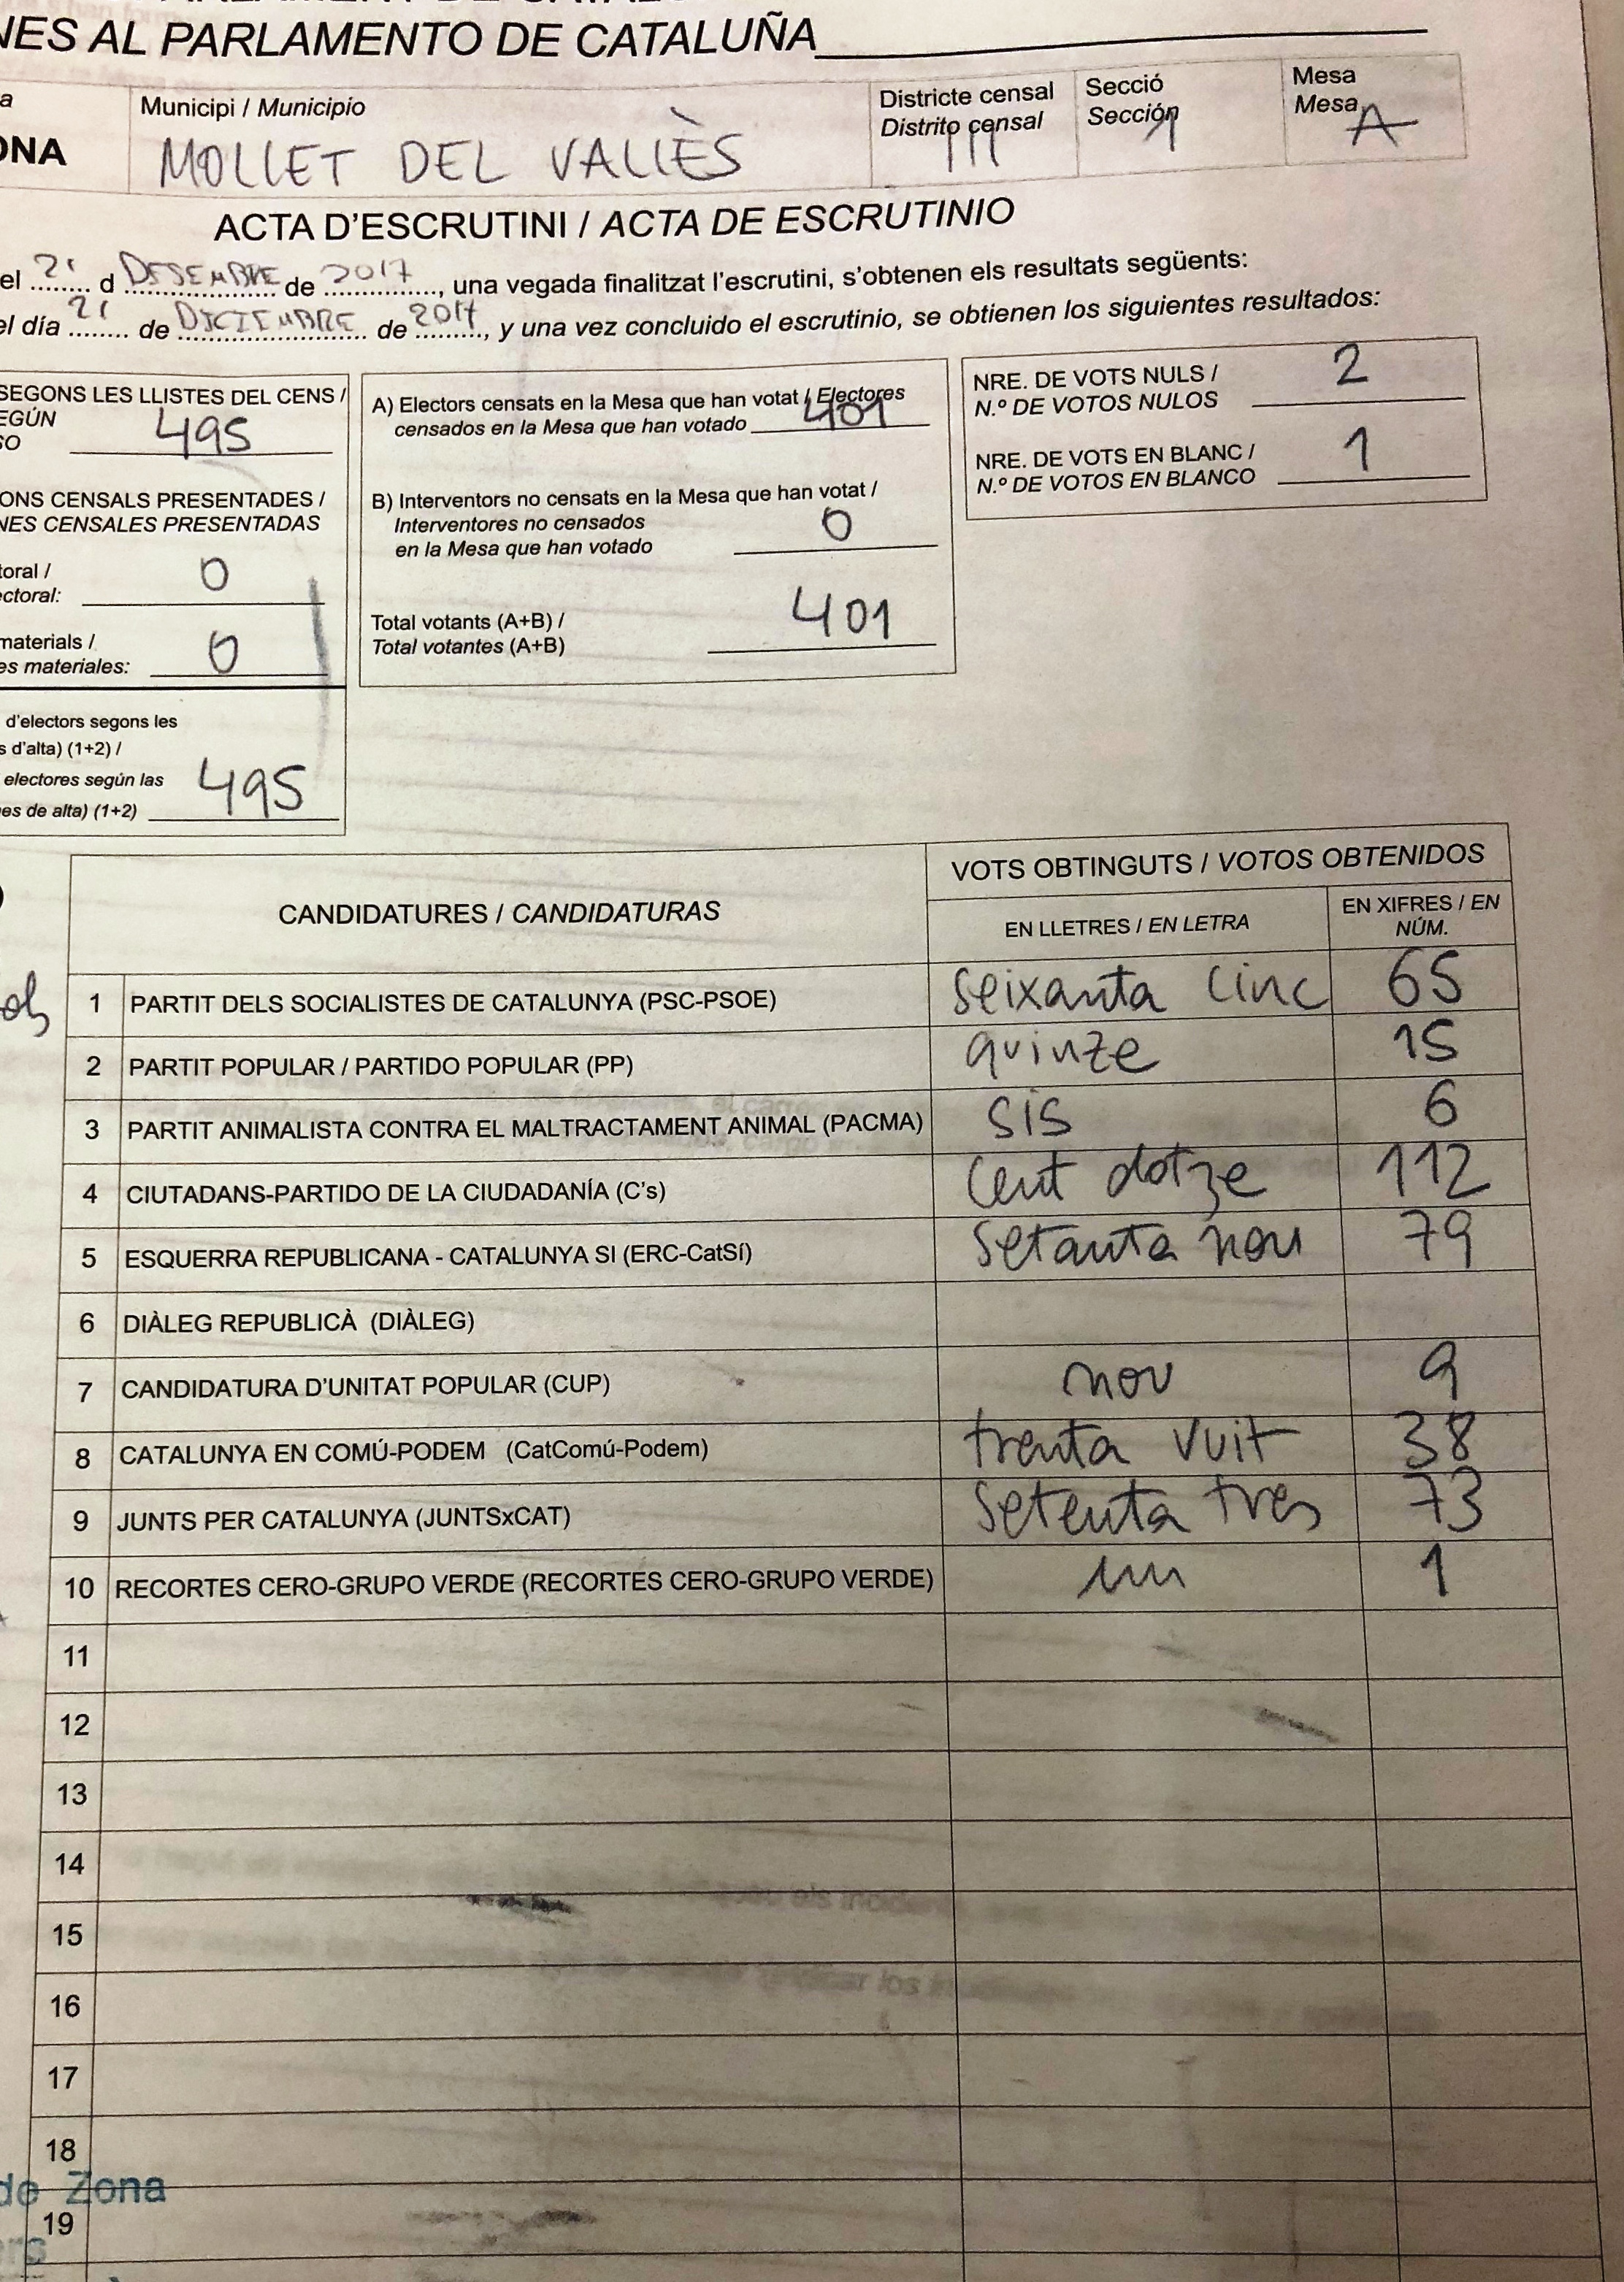 NES AL PARLAMENTO DE CATALUÑA
Municipi / Municipio
MOLLET DEL VALLÈS
Districte censal
Distrito censal
III
Secció
Sección
1
Mesa
Mesa
A
ONA
ACTA D'ESCRUTINI / ACTA DE ESCRUTINIO
el 21 d DESEMBRE de 2017, una vegada finalitzat l'escrutini, s'obtenen els resultats següents:
el día 21 de DICIEMBRE de 2017, y una vez concluido el escrutinio, se obtienen los siguientes resultados:
SEGONS LES LLISTES DEL CENS /
EGÚN
SO 495
ONS CENSALS PRESENTADES /
NES CENSALES PRESENTADAS
toral /
ectoral: 0
materials /
es materiales: 0
d'electors segons les
s d'alta) (1+2) /
electores según las
nes de alta) (1+2) 495
A) Electors censats en la Mesa que han votat / Electores
censados en la Mesa que han votado 401
B) Interventors no censats en la Mesa que han votat /
Interventores no censados
en la Mesa que han votado 0
Total votants (A+B) /
Total votantes (A+B) 401
NRE. DE VOTS NULS /
N.º DE VOTOS NULOS 2
NRE. DE VOTS EN BLANC /
N.º DE VOTOS EN BLANCO 1
CANDIDATURES / CANDIDATURAS
VOTS OBTINGUTS / VOTOS OBTENIDOS
EN LLETRES / EN LETRA
EN XIFRES / EN
NÚM.
1 PARTIT DELS SOCIALISTES DE CATALUNYA (PSC-PSOE) seixanta cinc 65
2 PARTIT POPULAR / PARTIDO POPULAR (PP) quinze 15
3 PARTIT ANIMALISTA CONTRA EL MALTRACTAMENT ANIMAL (PACMA) sis 6
4 CIUTADANS-PARTIDO DE LA CIUDADANÍA (C's) Cent dotze 112
5 ESQUERRA REPUBLICANA - CATALUNYA SI (ERC-CatSí) Setanta nou 79
6 DIÀLEG REPUBLICÀ (DIÀLEG)
7 CANDIDATURA D'UNITAT POPULAR (CUP) nou 9
8 CATALUNYA EN COMÚ-PODEM (CatComú-Podem) trenta vuit 38
9 JUNTS PER CATALUNYA (JUNTSxCAT) Setenta tres 73
10 RECORTES CERO-GRUPO VERDE (RECORTES CERO-GRUPO VERDE) un 1
11
12
13
14
15
16
17
18
de Zona
19